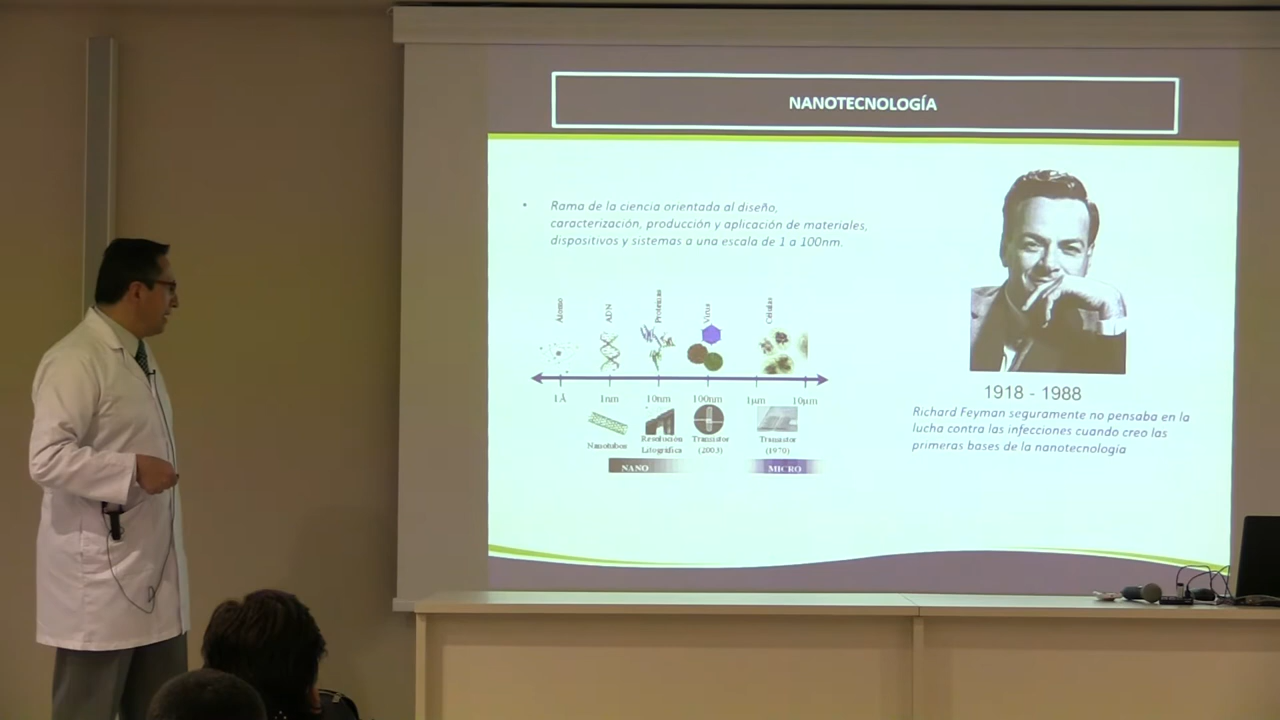 NANOTECNOLOGÍA
• Rama de la ciencia orientada al diseño,
caracterización, producción y aplicación de materiales,
dispositivos y sistemas a una escala de 1 a 100nm.
Átomo ADN Proteínas Virus Células
1 Å 1nm 10nm 100nm 1μm 10μm
Nanotubos Resolución Transistor Transistor
Litográfica (2003) (1970)
NANO MICRO
1918 - 1988
Richard Feyman seguramente no pensaba en la
lucha contra las infecciones cuando creo las
primeras bases de la nanotecnología